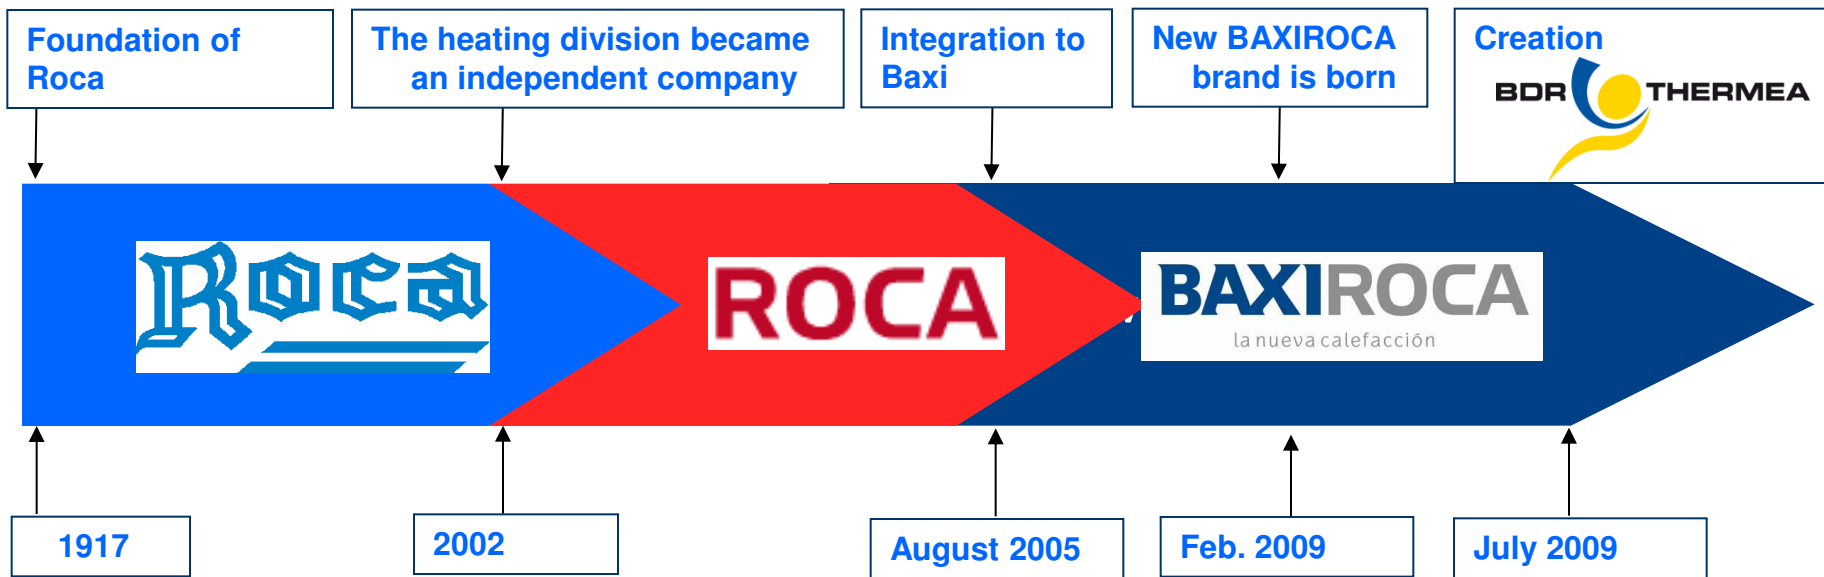 Foundation of
Roca
The heating division became
an independent company
Integration to
Baxi
New BAXIROCA
brand is born
Creation
BDR THERMEA
Roca
ROCA
BAXIROCA
la nueva calefacción
1917
2002
August 2005
Feb. 2009
July 2009